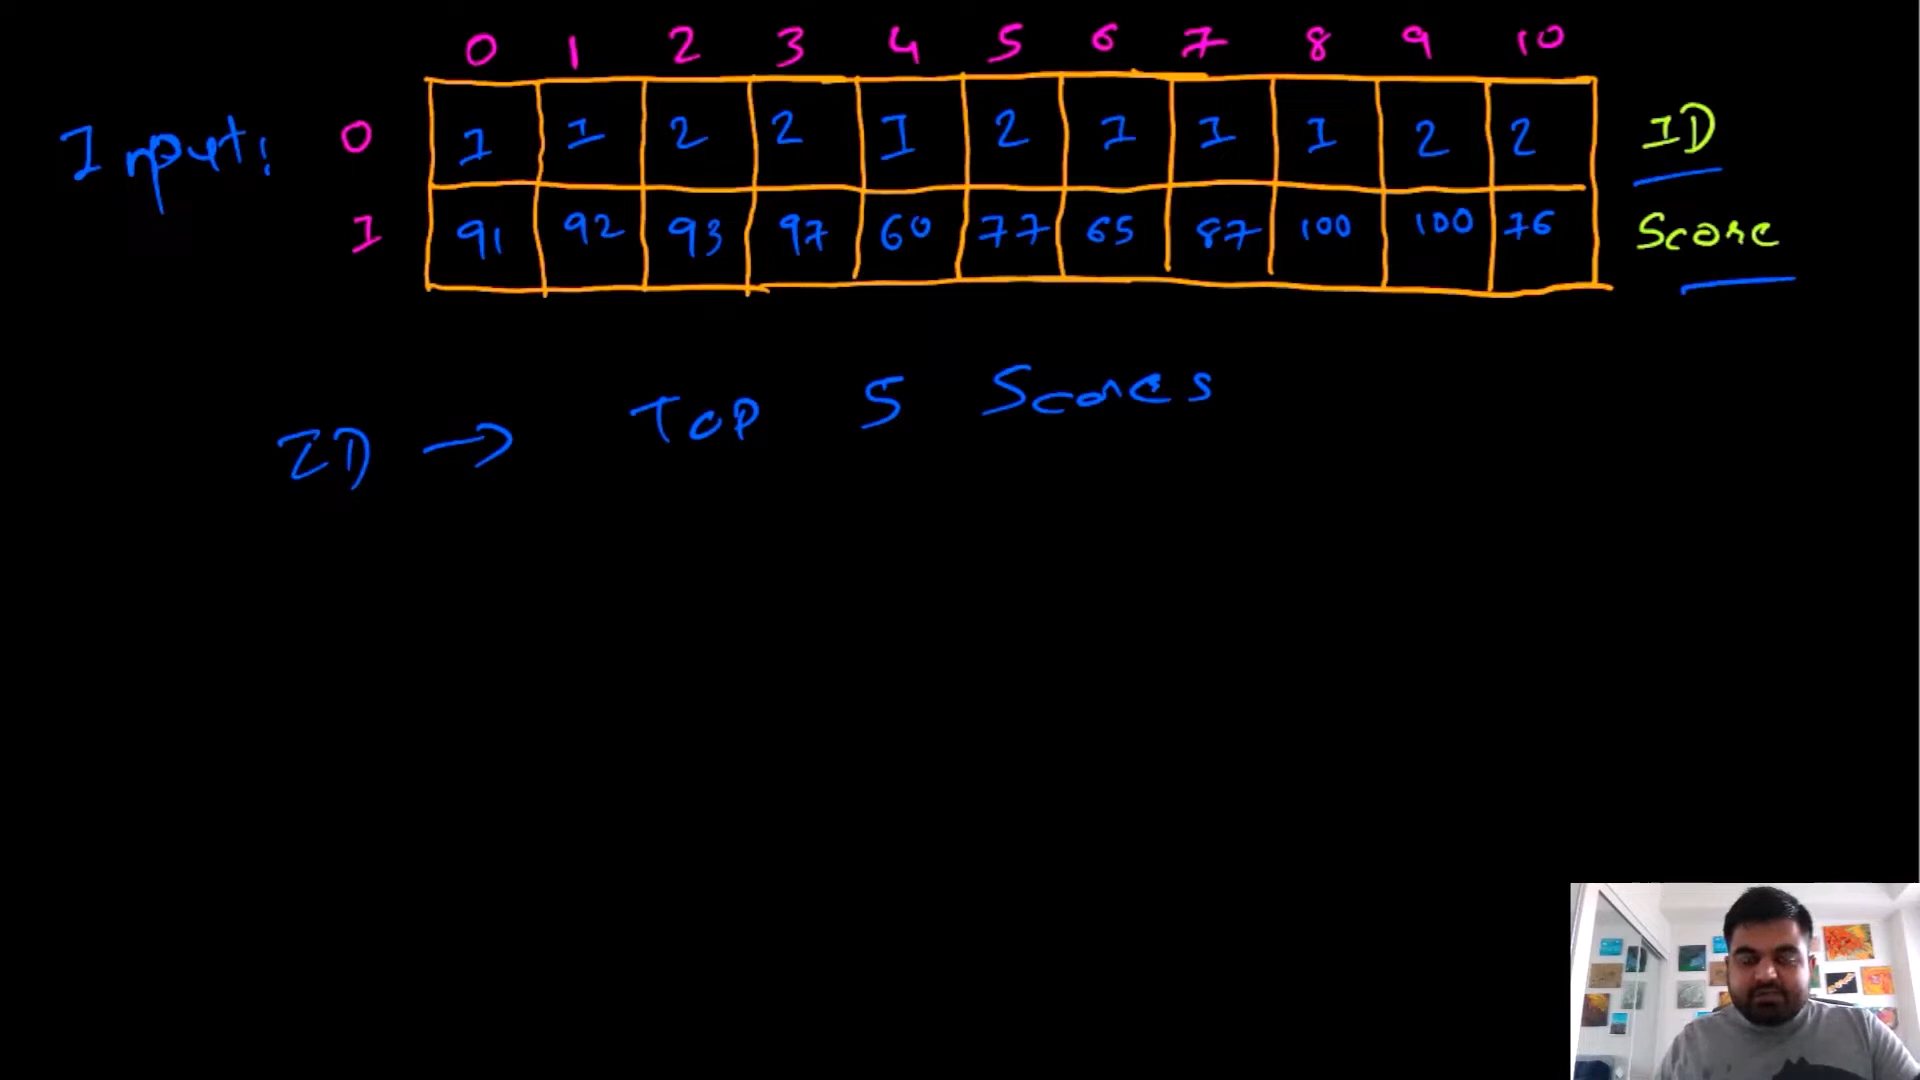 0 1 2 3 4 5 6 7 8 9 10
Input: 0 1 1 2 2 1 2 1 1 1 2 2 ID
1 91 92 93 97 60 77 65 87 100 100 76 Score
ID → Top 5 Scores